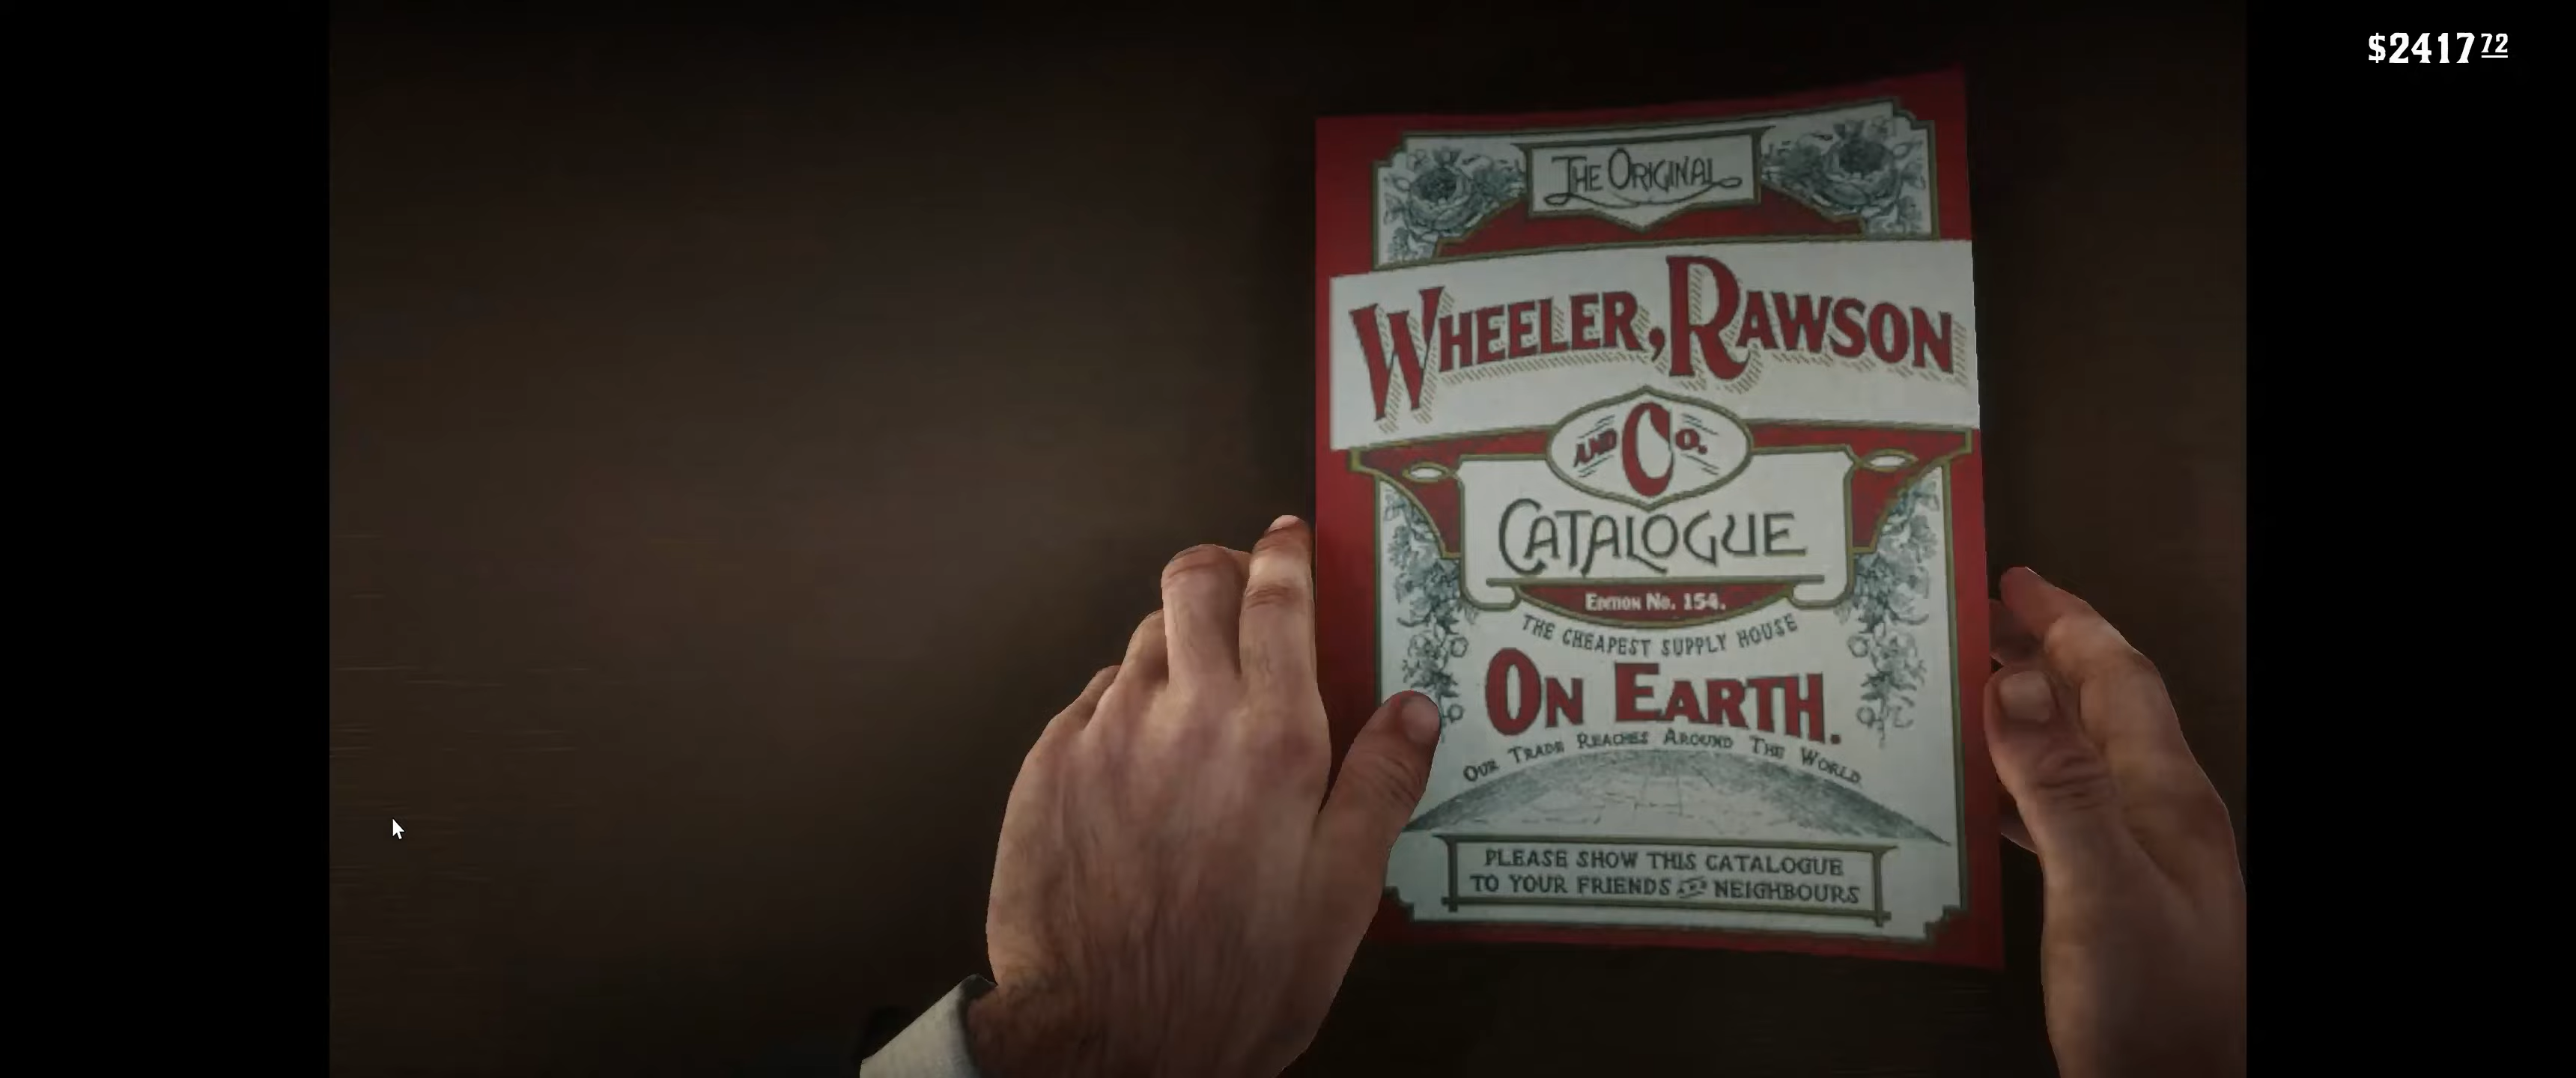 $2417 72
THE ORIGINAL
WHEELER, RAWSON
AND CO.
CATALOGUE
EDITION No. 154.
THE CHEAPEST SUPPLY HOUSE
ON EARTH.
OUR TRADE REACHES AROUND THE WORLD
PLEASE SHOW THIS CATALOGUE
TO YOUR FRIENDS AND NEIGHBOURS